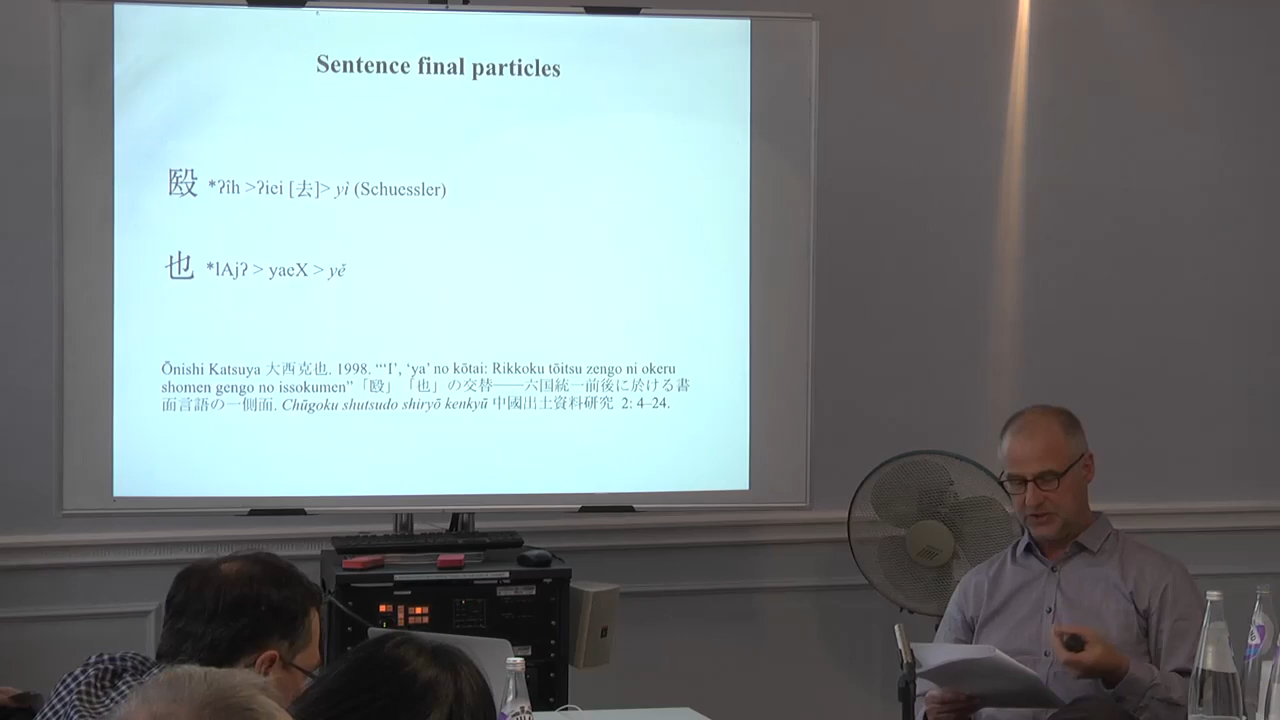 Sentence final particles
殹 *ʔîh >ʔiei [去]> yì (Schuessler)
也 *lAjʔ > yaeX > yě
Ōnishi Katsuya 大西克也. 1998. “‘I’, ‘ya’ no kōtai: Rikkoku tōitsu zengo ni okeru
shomen gengo no issokumen”「殹」「也」の交替——六国統一前後に於ける書
面言語の一側面. Chūgoku shutsudo shiryō kenkyū 中國出土資料研究 2: 4–24.